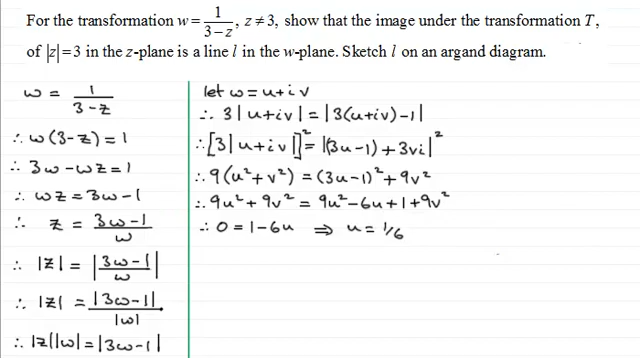 For the transformation w = 1/(3−z), z ≠ 3, show that the image under the transformation T,
of |z| = 3 in the z-plane is a line l in the w-plane. Sketch l on an argand diagram.
w = 1/(3−z)
∴ w(3−z) = 1
∴ 3w − wz = 1
∴ wz = 3w − 1
∴ z = (3w−1)/w
∴ |z| = |(3w−1)/w|
∴ |z| = |3w−1|/|w|.
∴ |z||w| = |3w−1|
let w = u + iv
∴ 3|u+iv| = |3(u+iv)−1|
∴ [3|u+iv|]² = |(3u−1) + 3vi|²
∴ 9(u²+v²) = (3u−1)² + 9v²
∴ 9u² + 9v² = 9u² − 6u + 1 + 9v²
∴ 0 = 1 − 6u ⇒ u = 1/6